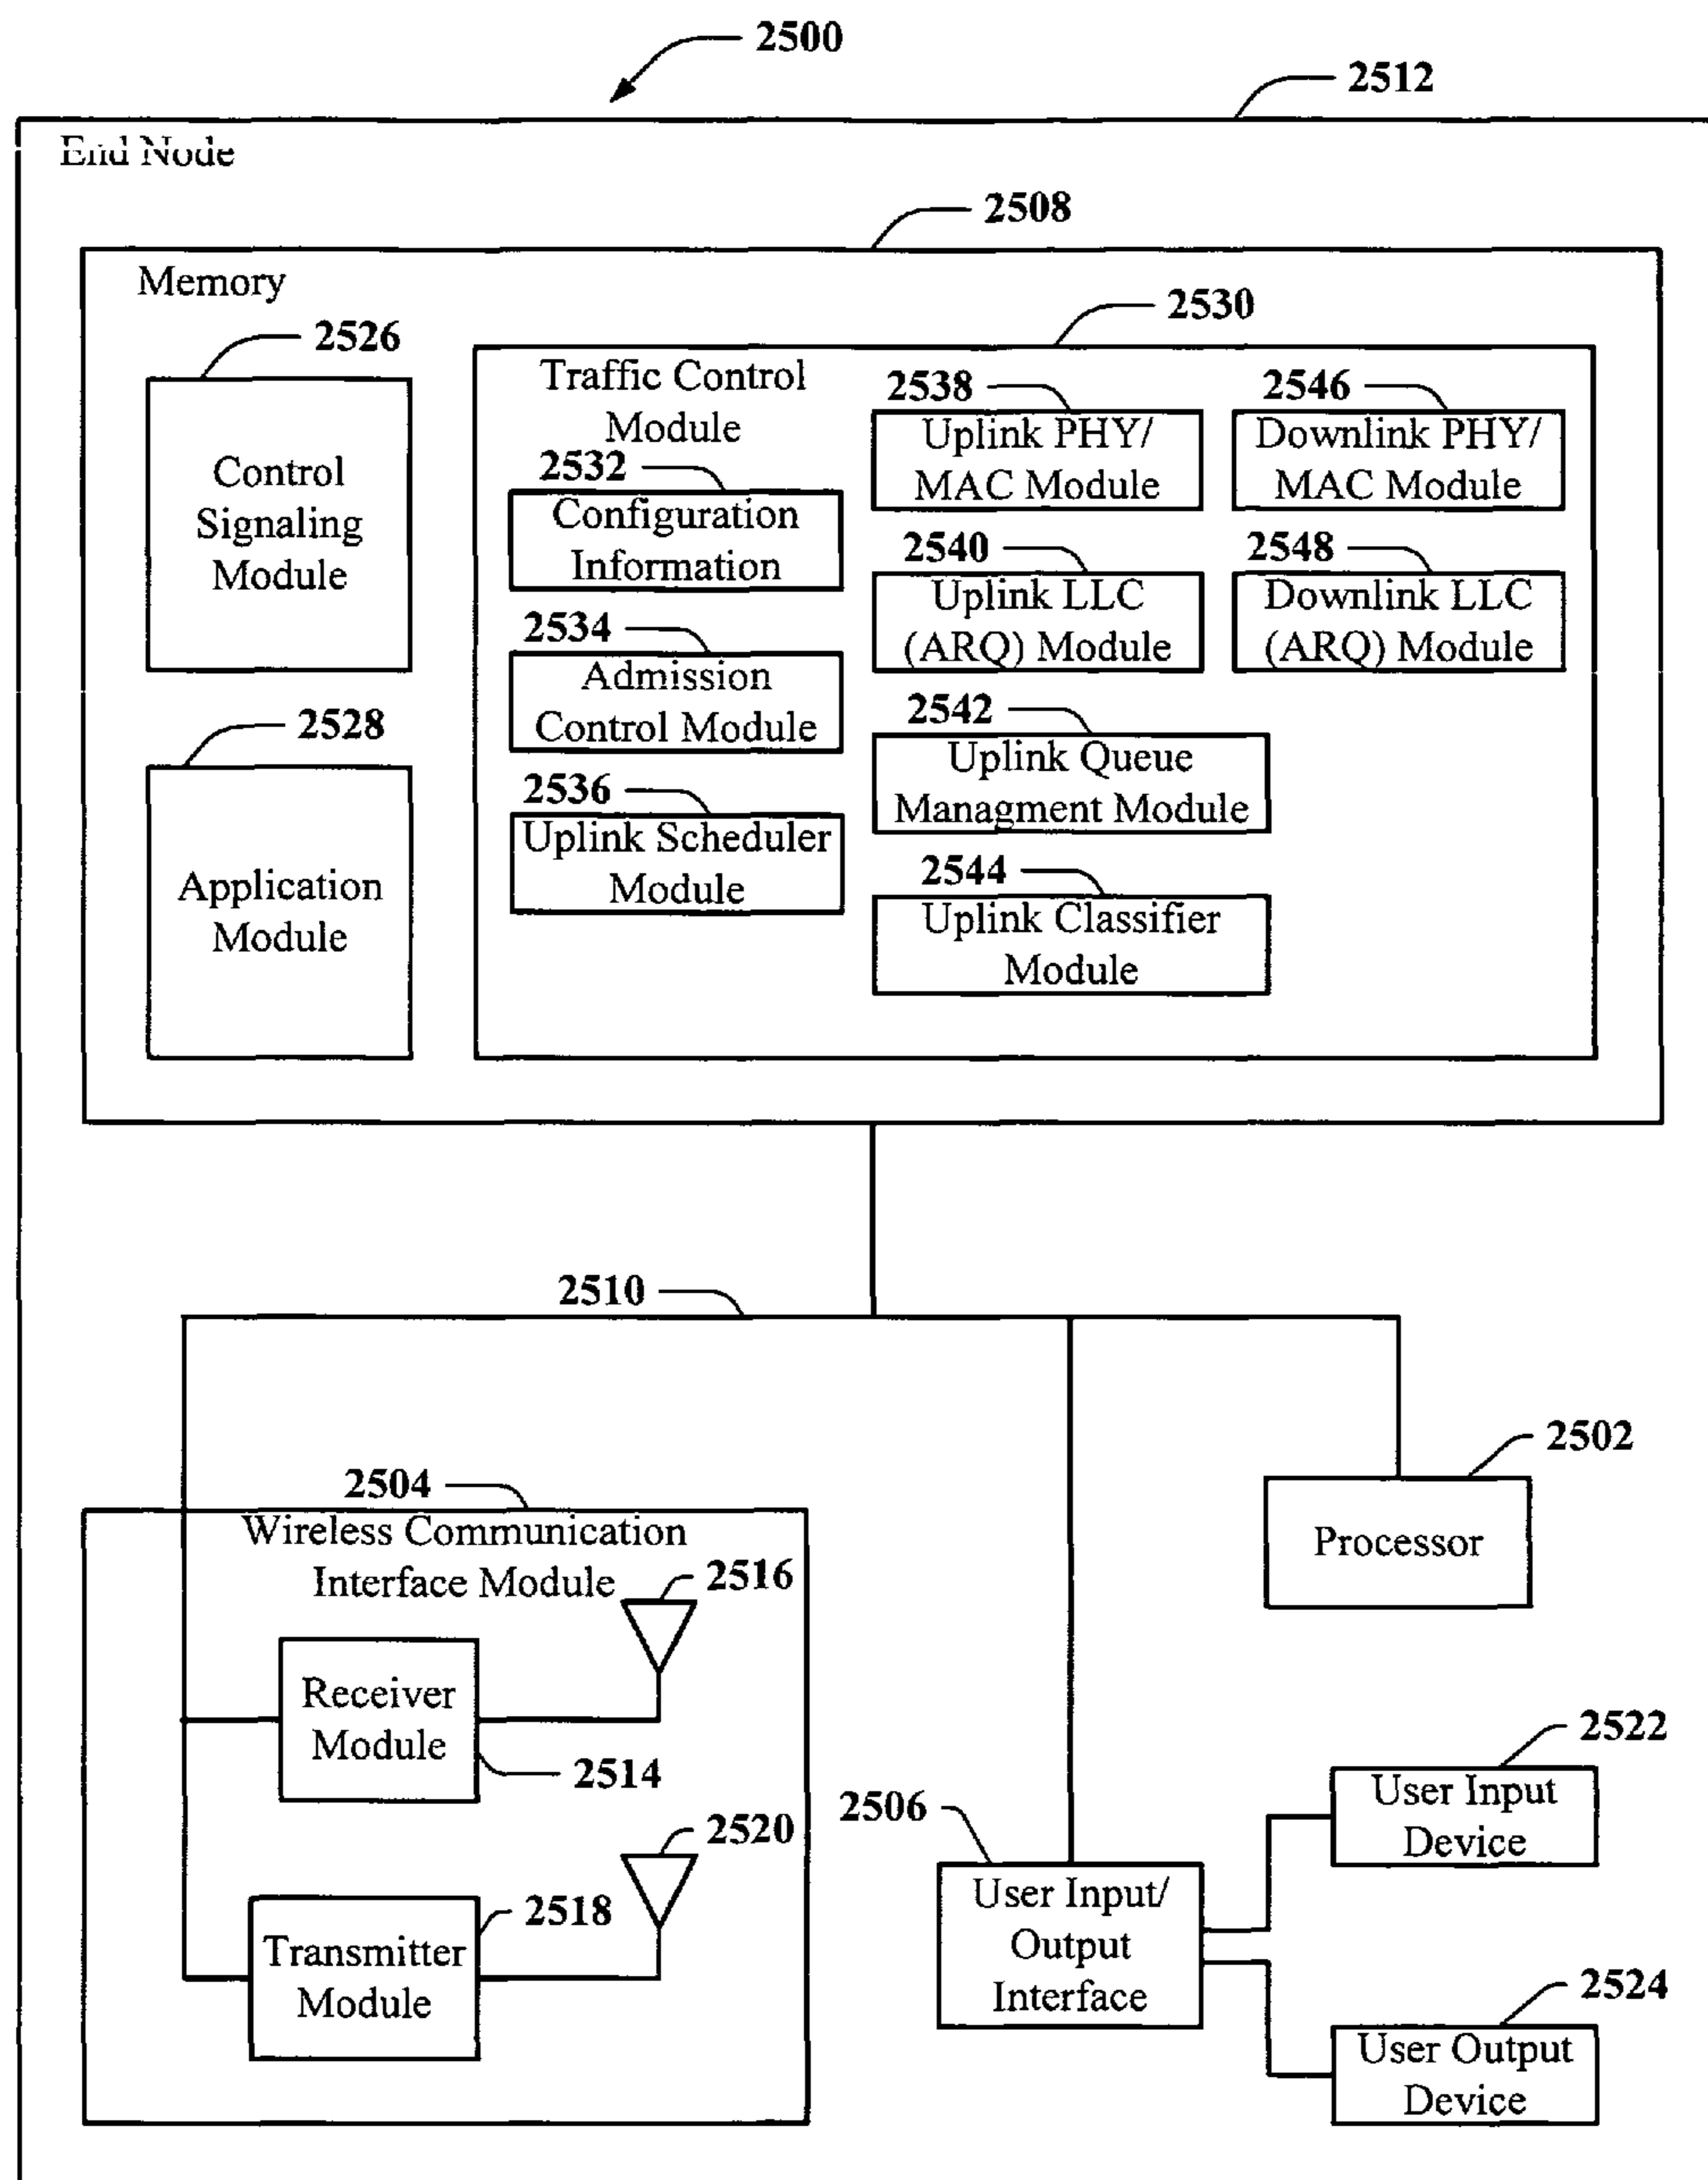 2500
2512
End Node
2508
Memory
2530
2526
Control
Signaling
Module
2528
Application
Module
Traffic Control
Module
2532
Configuration
Information
2534
Admission
Control Module
2536
Uplink Scheduler
Module
2538
Uplink PHY/
MAC Module
2540
Uplink LLC
(ARQ) Module
2542
Uplink Queue
Managment Module
2544
Uplink Classifier
Module
2546
Downlink PHY/
MAC Module
2548
Downlink LLC
(ARQ) Module
2510
2502
Processor
2504
Wireless Communication
Interface Module
2516
Receiver
Module
2514
2520
2518
Transmitter
Module
2506
User Input/
Output
Interface
2522
User Input
Device
2524
User Output
Device